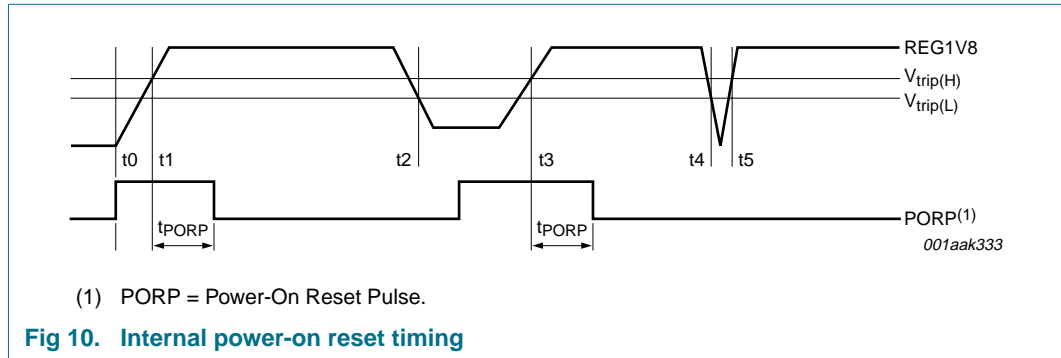 REG1V8
Vtrip(H)
Vtrip(L)
t0 t1 t2 t3 t4 t5
tPORP tPORP PORP(1)
001aak333
(1) PORP = Power-On Reset Pulse.
Fig 10. Internal power-on reset timing